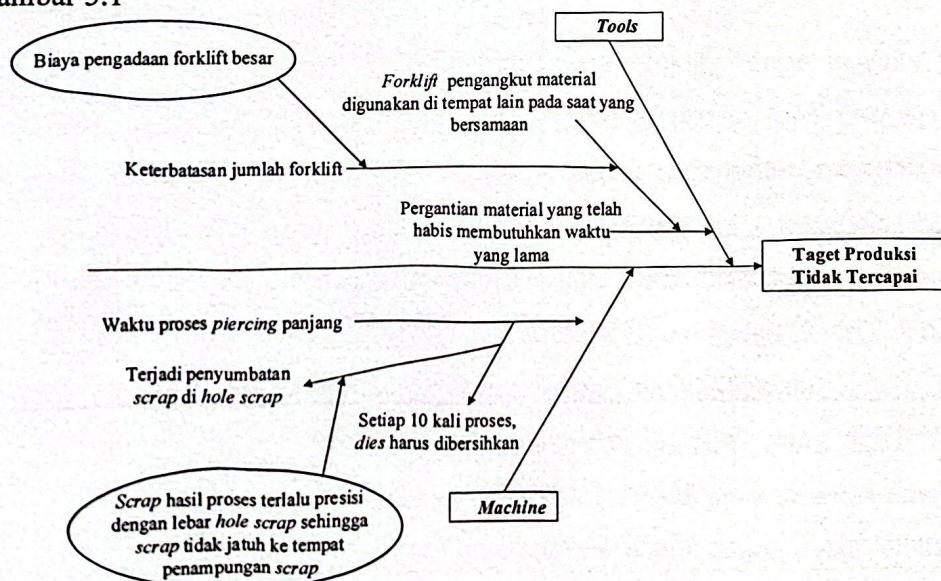 Tools
Biaya pengadaan forklift besar
Forklift pengangkut material
digunakan di tempat lain pada saat yang
bersamaan
Keterbatasan jumlah forklift
Pergantian material yang telah
habis membutuhkan waktu
yang lama
Taget Produksi
Tidak Tercapai
Waktu proses piercing panjang
Terjadi penyumbatan
scrap di hole scrap
Setiap 10 kali proses,
dies harus dibersihkan
Scrap hasil proses terlalu presisi
dengan lebar hole scrap sehingga
scrap tidak jatuh ke tempat
penampungan scrap
Machine